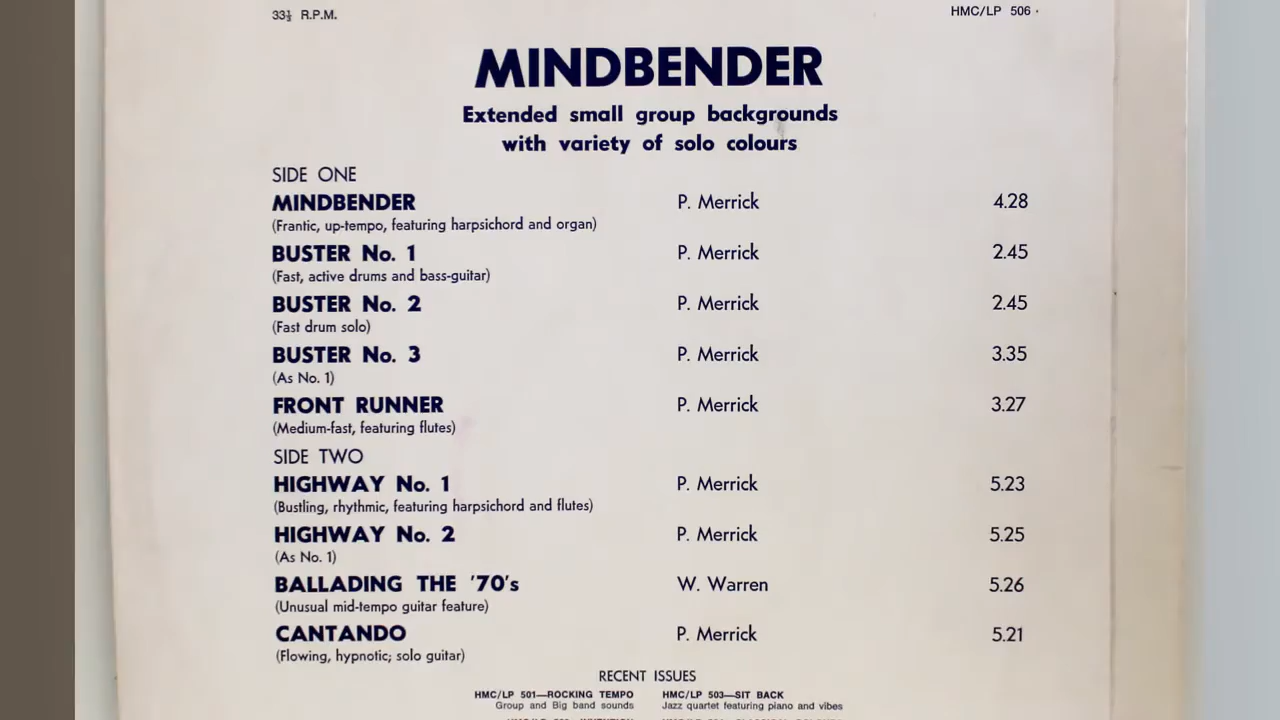 33⅓ R.P.M. HMC/LP 506
MINDBENDER
Extended small group backgrounds
with variety of solo colours
SIDE ONE
MINDBENDER P. Merrick 4.28
(Frantic, up-tempo, featuring harpsichord and organ)
BUSTER No. 1 P. Merrick 2.45
(Fast, active drums and bass-guitar)
BUSTER No. 2 P. Merrick 2.45
(Fast drum solo)
BUSTER No. 3 P. Merrick 3.35
(As No. 1)
FRONT RUNNER P. Merrick 3.27
(Medium-fast, featuring flutes)
SIDE TWO
HIGHWAY No. 1 P. Merrick 5.23
(Bustling, rhythmic, featuring harpsichord and flutes)
HIGHWAY No. 2 P. Merrick 5.25
(As No. 1)
BALLADING THE '70's W. Warren 5.26
(Unusual mid-tempo guitar feature)
CANTANDO P. Merrick 5.21
(Flowing, hypnotic; solo guitar)
RECENT ISSUES
HMC/LP 501—ROCKING TEMPO HMC/LP 503—SIT BACK
Group and Big band sounds Jazz quartet featuring piano and vibes